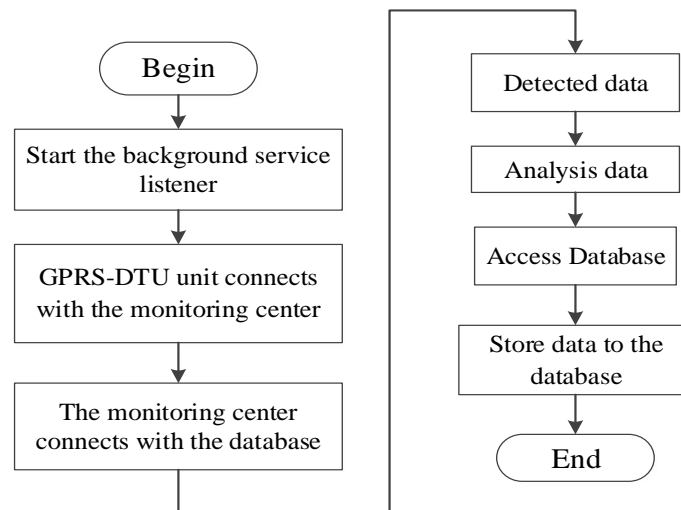 Begin
Start the background service
listener
GPRS-DTU unit connects
with the monitoring center
The monitoring center
connects with the database
Detected data
Analysis data
Access Database
Store data to the
database
End